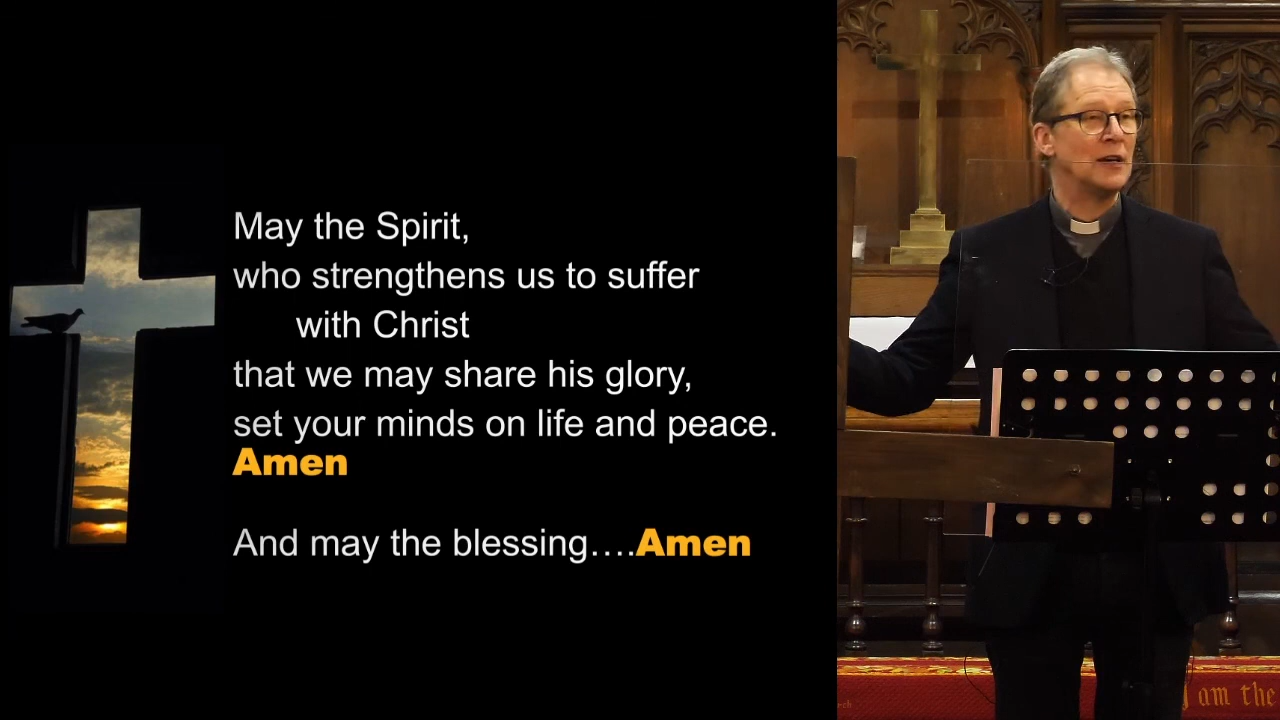 May the Spirit,
who strengthens us to suffer
with Christ
that we may share his glory,
set your minds on life and peace.
Amen
And may the blessing….Amen
I am the